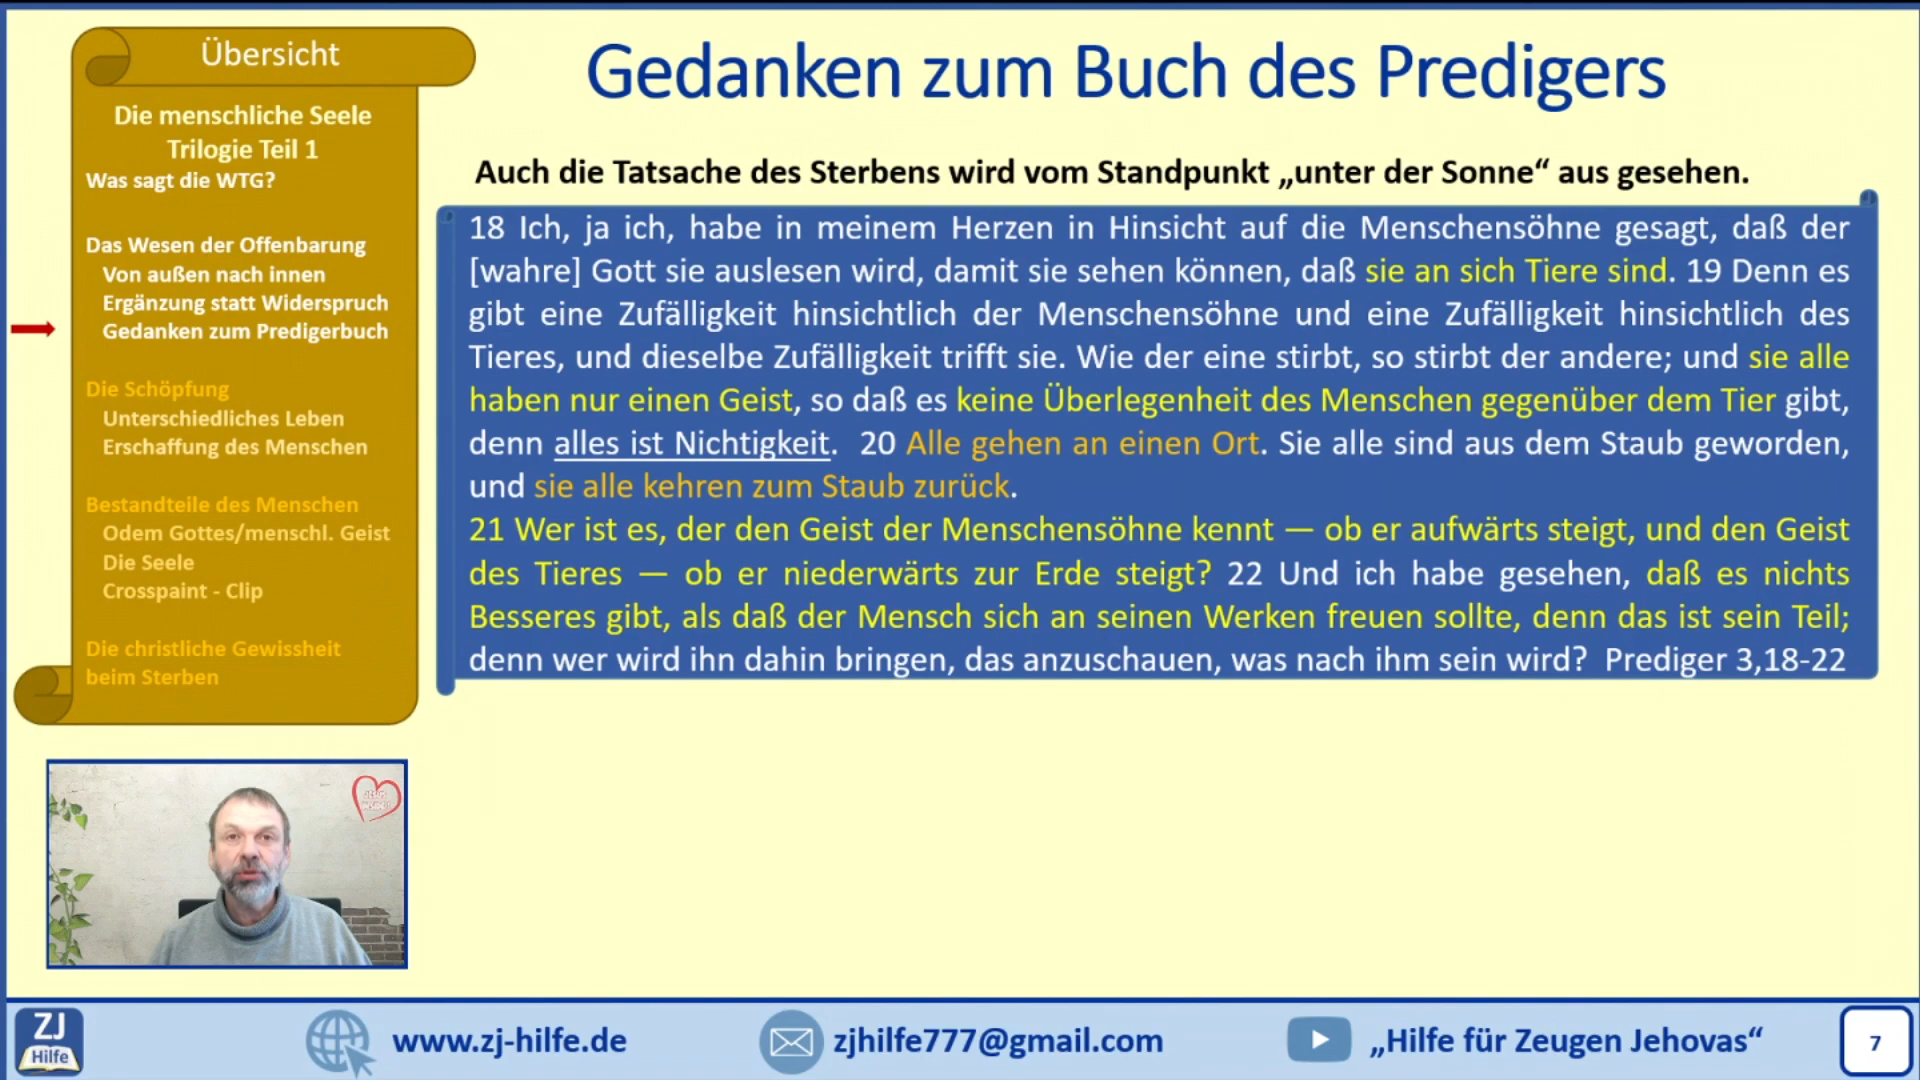 Übersicht
Die menschliche Seele
Trilogie Teil 1
Was sagt die WTG?
Das Wesen der Offenbarung
Von außen nach innen
Ergänzung statt Widerspruch
Gedanken zum Predigerbuch
Die Schöpfung
Unterschiedliches Leben
Erschaffung des Menschen
Bestandteile des Menschen
Odem Gottes/menschl. Geist
Die Seele
Crosspaint - Clip
Die christliche Gewissheit
beim Sterben
Gedanken zum Buch des Predigers
Auch die Tatsache des Sterbens wird vom Standpunkt „unter der Sonne“ aus gesehen.
18 Ich, ja ich, habe in meinem Herzen in Hinsicht auf die Menschensöhne gesagt, daß der
[wahre] Gott sie auslesen wird, damit sie sehen können, daß sie an sich Tiere sind. 19 Denn es
gibt eine Zufälligkeit hinsichtlich der Menschensöhne und eine Zufälligkeit hinsichtlich des
Tieres, und dieselbe Zufälligkeit trifft sie. Wie der eine stirbt, so stirbt der andere; und sie alle
haben nur einen Geist, so daß es keine Überlegenheit des Menschen gegenüber dem Tier gibt,
denn alles ist Nichtigkeit. 20 Alle gehen an einen Ort. Sie alle sind aus dem Staub geworden,
und sie alle kehren zum Staub zurück.
21 Wer ist es, der den Geist der Menschensöhne kennt — ob er aufwärts steigt, und den Geist
des Tieres — ob er niederwärts zur Erde steigt? 22 Und ich habe gesehen, daß es nichts
Besseres gibt, als daß der Mensch sich an seinen Werken freuen sollte, denn das ist sein Teil;
denn wer wird ihn dahin bringen, das anzuschauen, was nach ihm sein wird? Prediger 3,18-22
ZJ
Hilfe
www.zj-hilfe.de
zjhilfe777@gmail.com
„Hilfe für Zeugen Jehovas“
7